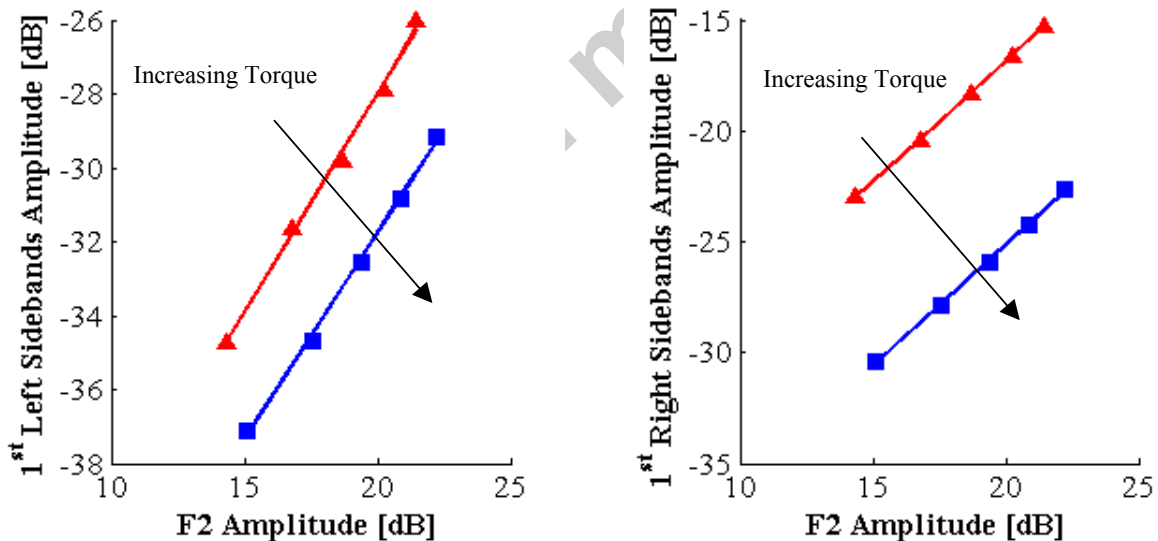 1st Left Sidebands Amplitude [dB]
-26
-28
-30
-32
-34
-36
-38
Increasing Torque
10 15 20 25
F2 Amplitude [dB]
1st Right Sidebands Amplitude [dB]
-15
-20
-25
-30
-35
Increasing Torque
10 15 20 25
F2 Amplitude [dB]